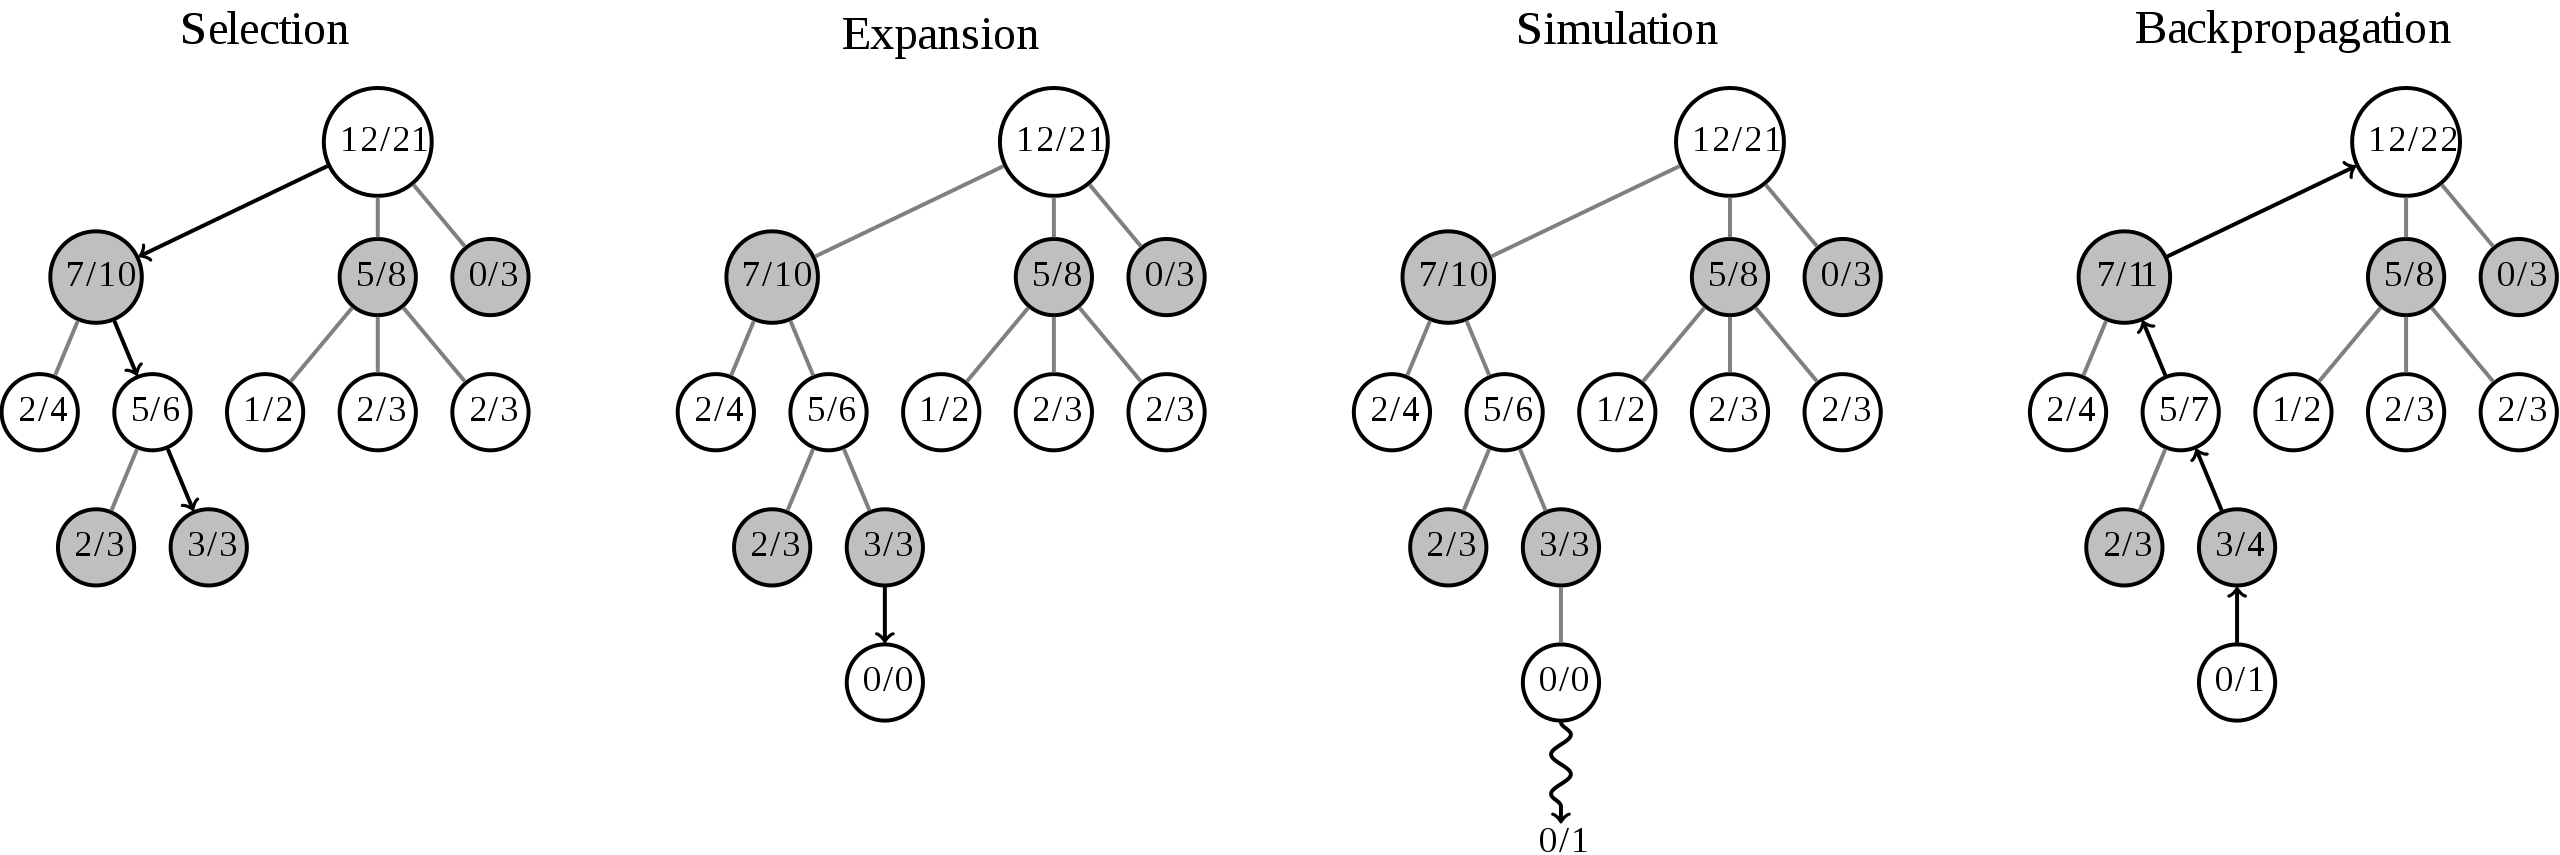 Selection
12/21
7/10 5/8 0/3
2/4 5/6 1/2 2/3 2/3
2/3 3/3
Expansion
12/21
7/10 5/8 0/3
2/4 5/6 1/2 2/3 2/3
2/3 3/3
0/0
Simulation
12/21
7/10 5/8 0/3
2/4 5/6 1/2 2/3 2/3
2/3 3/3
0/0
0/1
Backpropagation
12/22
7/11 5/8 0/3
2/4 5/7 1/2 2/3 2/3
2/3 3/4
0/1